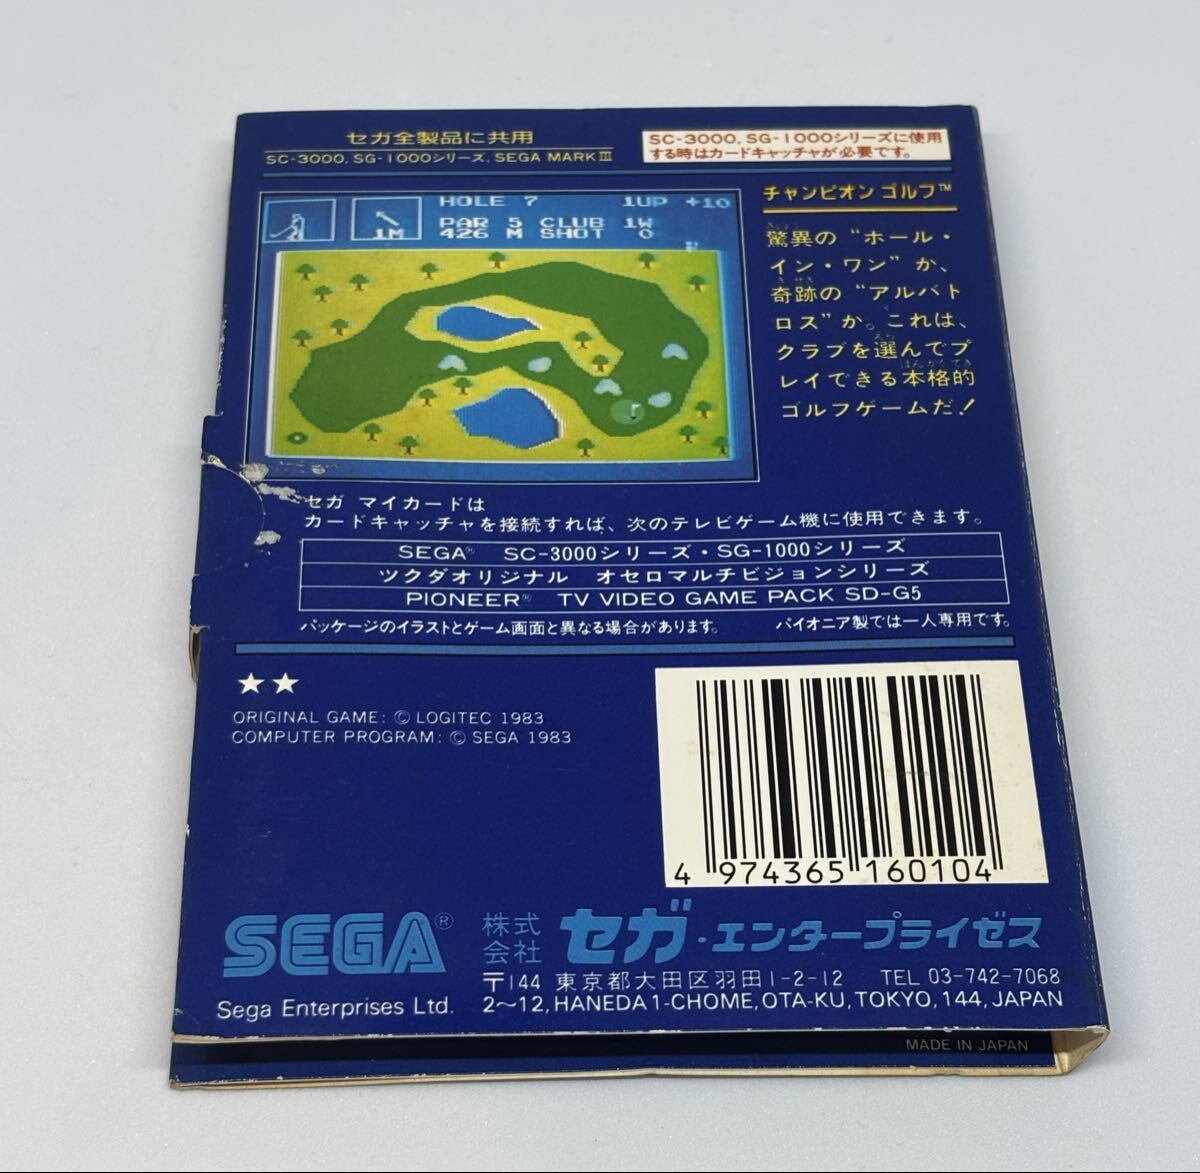 セガ全製品に共用
SC-3000, SG-1000シリーズ, SEGA MARK III
SC-3000, SG-1000シリーズに使用
する時はカードキャッチャが必要です。
HOLE 7 1UP +10
PAR 5 CLUB 1W
426 M SHOT 0
1M
チャンピオン ゴルフ™
驚異の“ホール・
イン・ワン”か、
奇跡の“アルバト
ロス”か。これは、
クラブを選んでプ
レイできる本格的
ゴルフゲームだ!
セガ マイカードは
カードキャッチャを接続すれば、次のテレビゲーム機に使用できます。
SEGA® SC-3000シリーズ・SG-1000シリーズ
ツクダオリジナル オセロマルチビジョンシリーズ
PIONEER® TV VIDEO GAME PACK SD-G5
パッケージのイラストとゲーム画面と異なる場合があります。 パイオニア製では一人専用です。
★★
ORIGINAL GAME: © LOGITEC 1983
COMPUTER PROGRAM: © SEGA 1983
4 974365 160104
SEGA® 株式会社 セガ・エンタープライゼス
〒144 東京都大田区羽田1-2-12 TEL 03-742-7068
Sega Enterprises Ltd. 2〜12, HANEDA 1-CHOME, OTA-KU, TOKYO, 144, JAPAN
MADE IN JAPAN